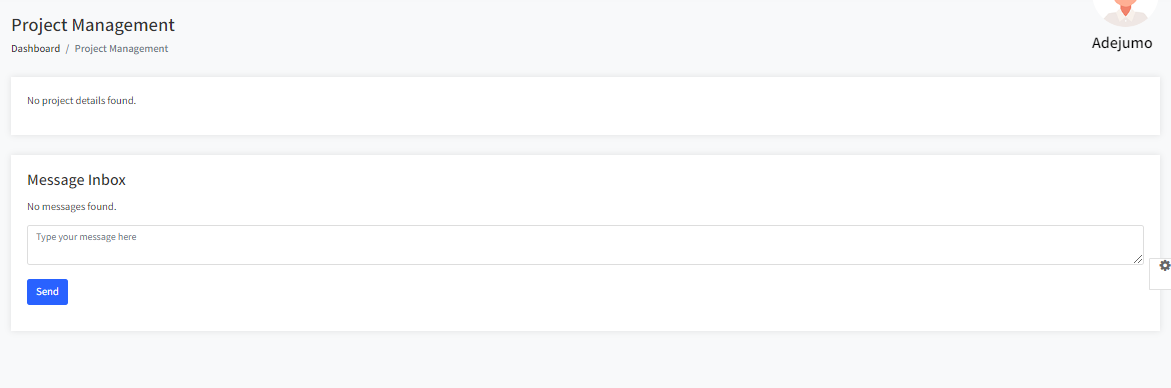 Project Management
Adejumo
Dashboard / Project Management
No project details found.
Message Inbox
No messages found.
Type your message here
Send